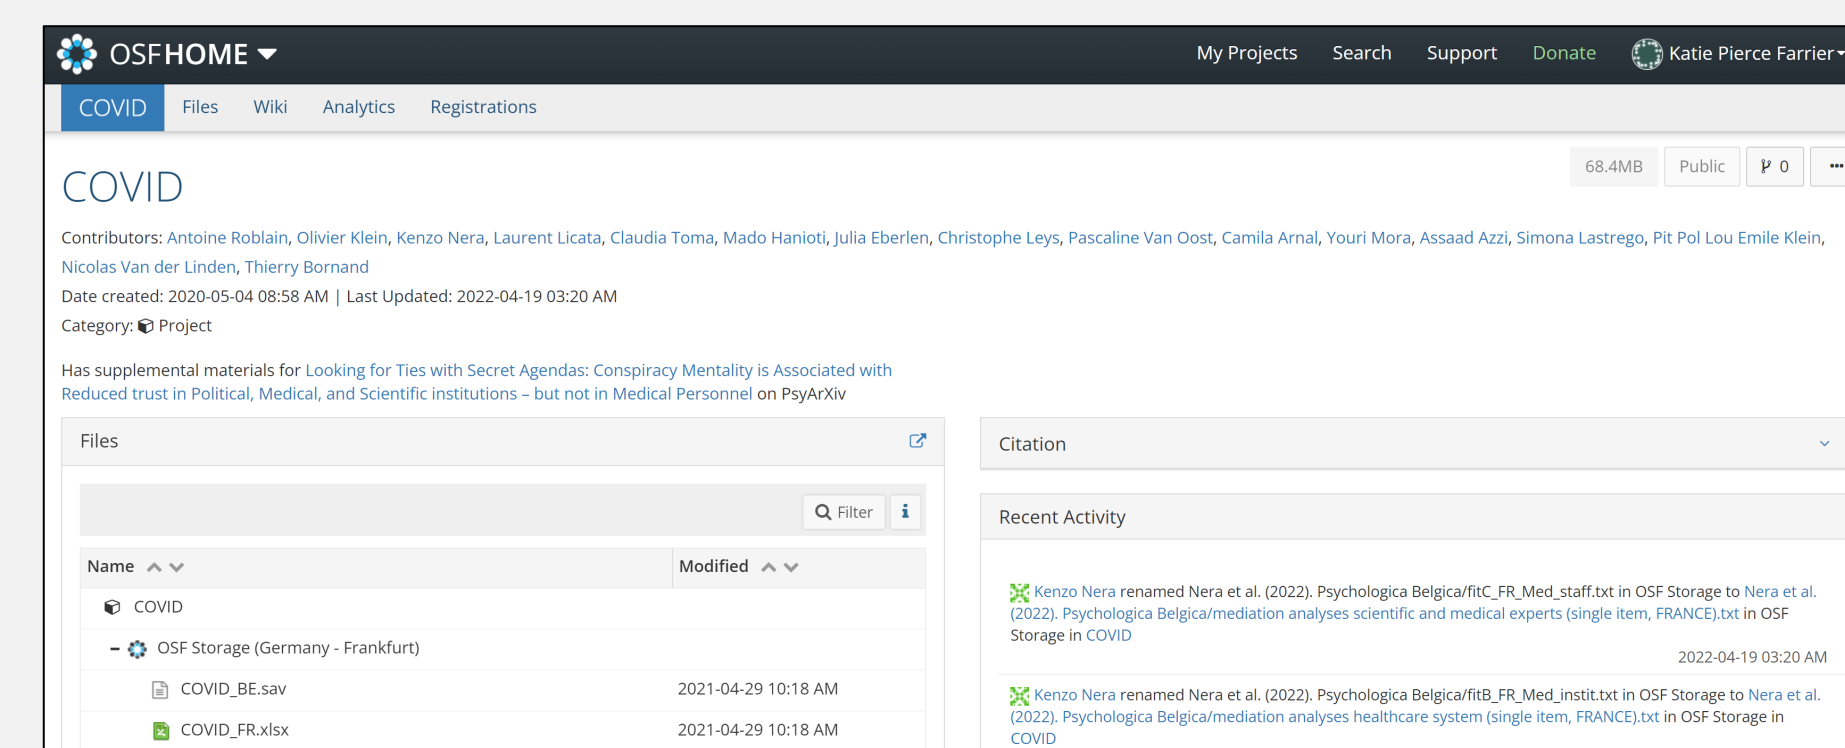 OSFHOME
My Projects Search Support Donate Katie Pierce Farrier
COVID Files Wiki Analytics Registrations
68.4MB Public 0 ...
COVID
Contributors: Antoine Roblain, Olivier Klein, Kenzo Nera, Laurent Licata, Claudia Toma, Mado Hanioti, Julia Eberlen, Christophe Leys, Pascaline Van Oost, Camila Arnal, Youri Mora, Assaad Azzi, Simona Lastrego, Pit Pol Lou Emile Klein,
Nicolas Van der Linden, Thierry Bornand
Date created: 2020-05-04 08:58 AM | Last Updated: 2022-04-19 03:20 AM
Category: Project
Has supplemental materials for Looking for Ties with Secret Agendas: Conspiracy Mentality is Associated with
Reduced trust in Political, Medical, and Scientific institutions – but not in Medical Personnel on PsyArXiv
Files
Filter i
Name Modified
COVID
– OSF Storage (Germany - Frankfurt)
COVID_BE.sav 2021-04-29 10:18 AM
COVID_FR.xlsx 2021-04-29 10:18 AM
Citation
Recent Activity
Kenzo Nera renamed Nera et al. (2022). Psychologica Belgica/fitC_FR_Med_staff.txt in OSF Storage to Nera et al.
(2022). Psychologica Belgica/mediation analyses scientific and medical experts (single item, FRANCE).txt in OSF
Storage in COVID
2022-04-19 03:20 AM
Kenzo Nera renamed Nera et al. (2022). Psychologica Belgica/fitB_FR_Med_instit.txt in OSF Storage to Nera et al.
(2022). Psychologica Belgica/mediation analyses healthcare system (single item, FRANCE).txt in OSF Storage in
COVID